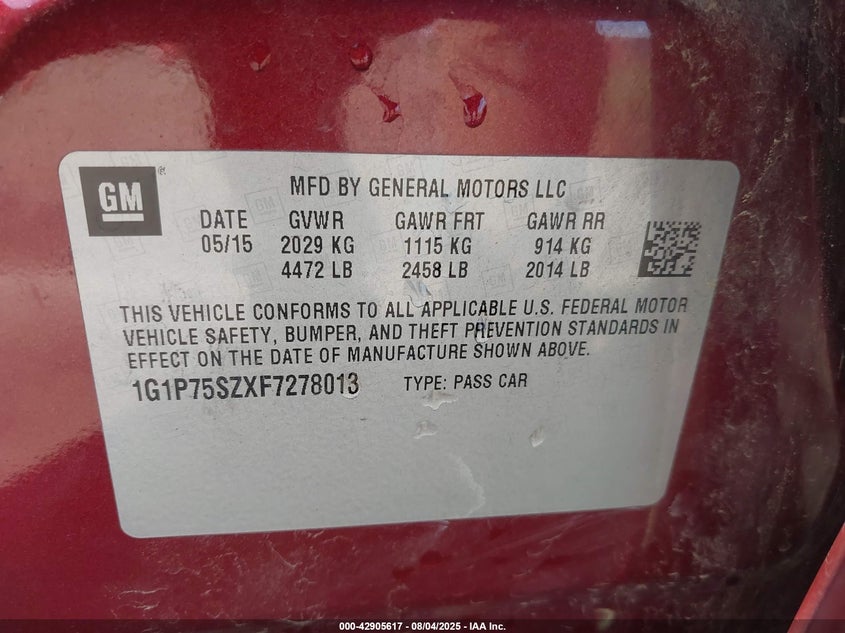 GM
MFD BY GENERAL MOTORS LLC
DATE GVWR GAWR FRT GAWR RR
05/15 2029 KG 1115 KG 914 KG
4472 LB 2458 LB 2014 LB
THIS VEHICLE CONFORMS TO ALL APPLICABLE U.S. FEDERAL MOTOR
VEHICLE SAFETY, BUMPER, AND THEFT PREVENTION STANDARDS IN
EFFECT ON THE DATE OF MANUFACTURE SHOWN ABOVE.
1G1P75SZXF7278013 TYPE: PASS CAR
000-42905617 - 08/04/2025 - IAA Inc.